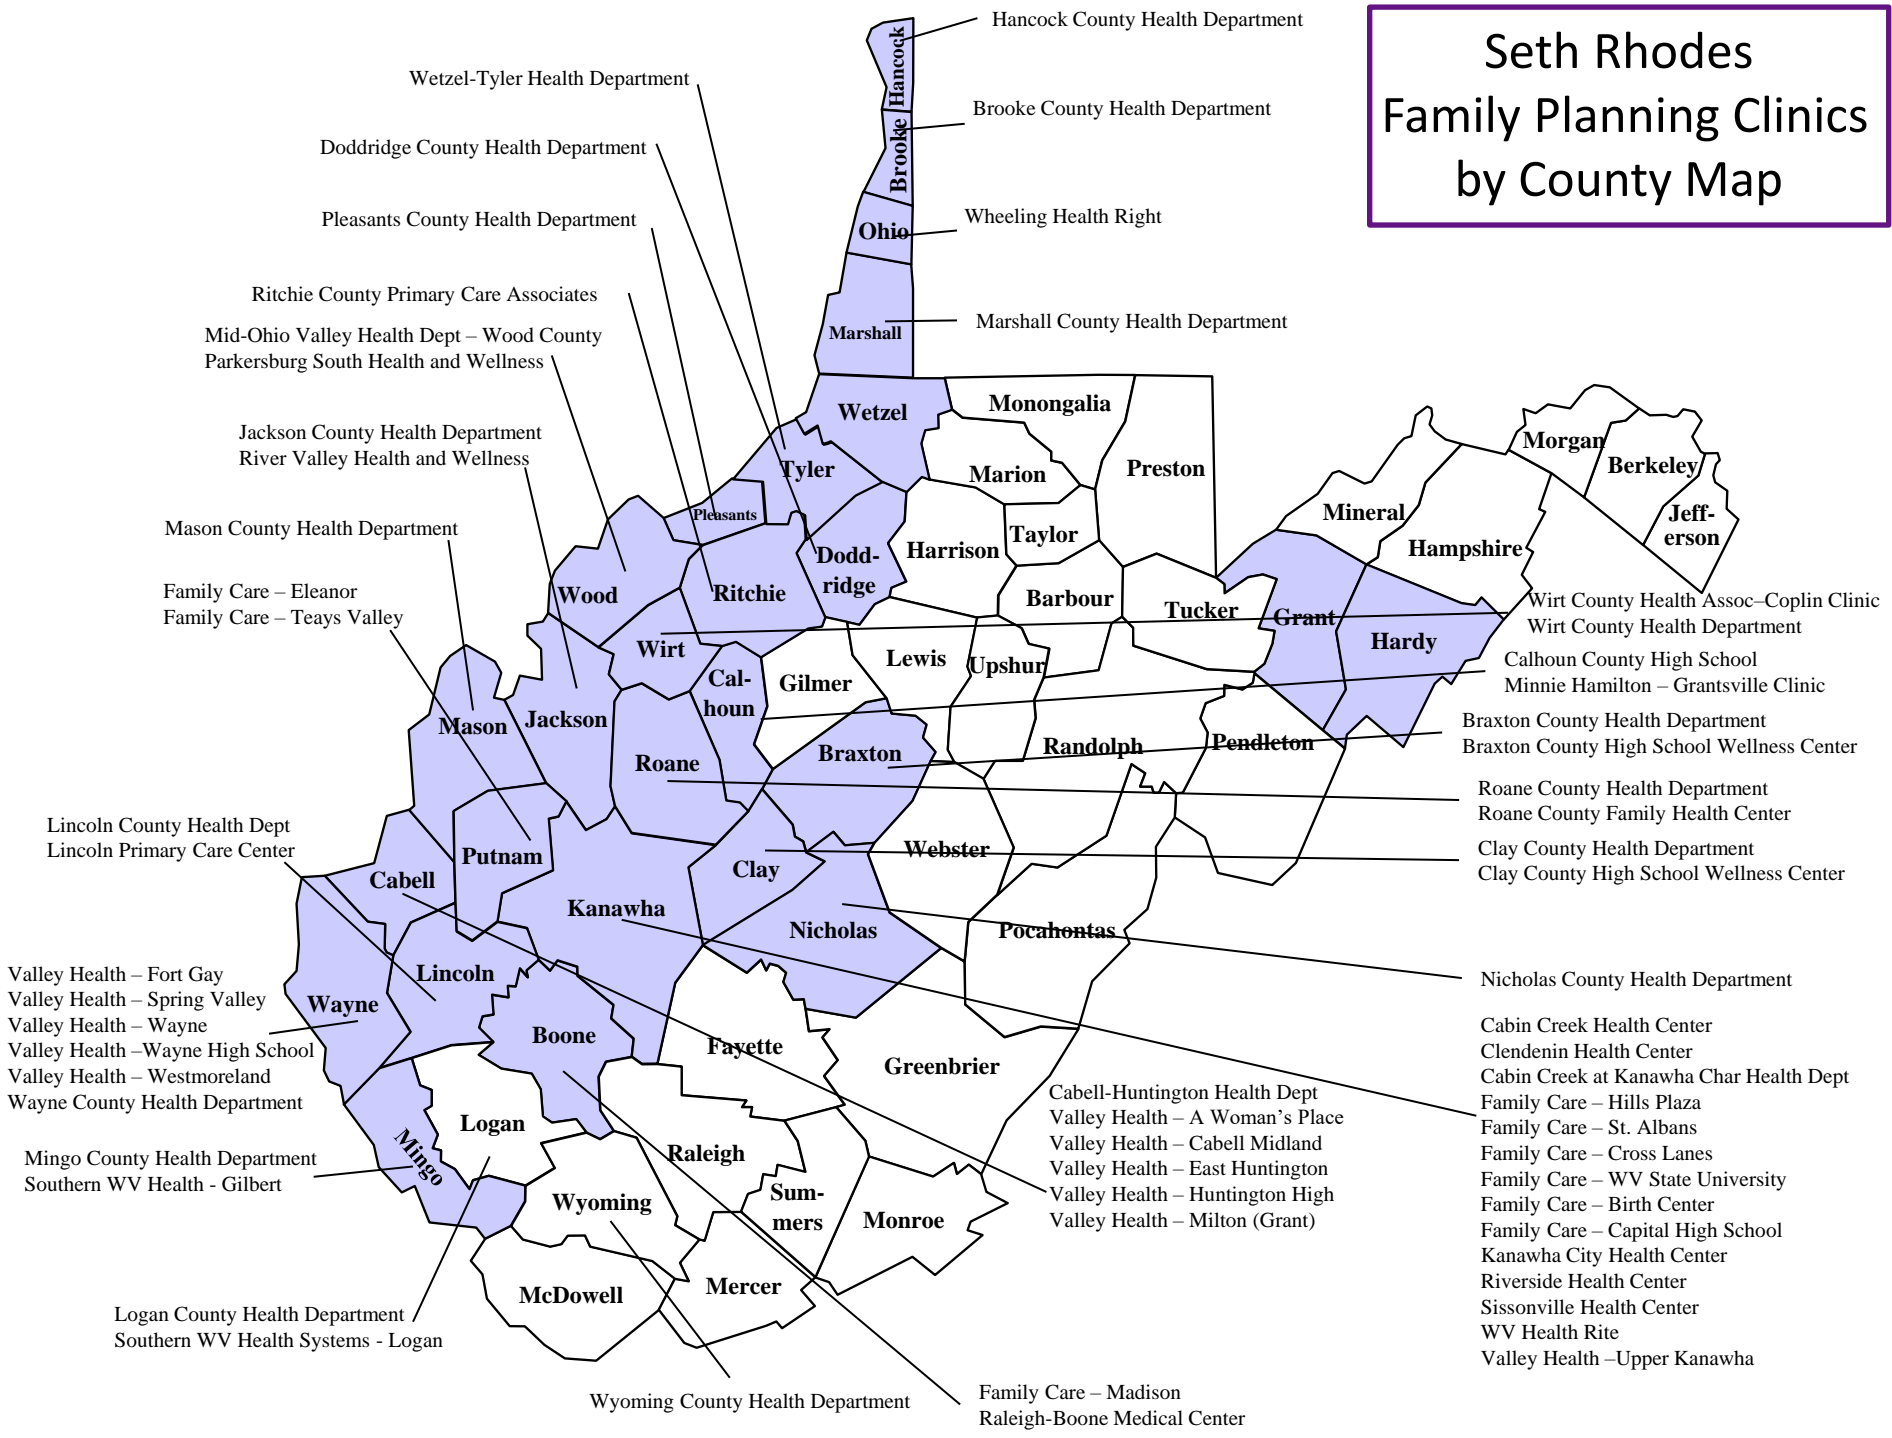 Seth Rhodes
Family Planning Clinics
by County Map
Hancock County Health Department
Wetzel-Tyler Health Department
Brooke County Health Department
Doddridge County Health Department
Pleasants County Health Department
Wheeling Health Right
Ritchie County Primary Care Associates
Marshall County Health Department
Mid-Ohio Valley Health Dept – Wood County
Parkersburg South Health and Wellness
Jackson County Health Department
River Valley Health and Wellness
Mason County Health Department
Family Care – Eleanor
Family Care – Teays Valley
Lincoln County Health Dept
Lincoln Primary Care Center
Valley Health – Fort Gay
Valley Health – Spring Valley
Valley Health – Wayne
Valley Health –Wayne High School
Valley Health – Westmoreland
Wayne County Health Department
Mingo County Health Department
Southern WV Health - Gilbert
Logan County Health Department
Southern WV Health Systems - Logan
Wyoming County Health Department
Family Care – Madison
Raleigh-Boone Medical Center
Cabell-Huntington Health Dept
Valley Health – A Woman’s Place
Valley Health – Cabell Midland
Valley Health – East Huntington
Valley Health – Huntington High
Valley Health – Milton (Grant)
Wirt County Health Assoc–Coplin Clinic
Wirt County Health Department
Calhoun County High School
Minnie Hamilton – Grantsville Clinic
Braxton County Health Department
Braxton County High School Wellness Center
Roane County Health Department
Roane County Family Health Center
Clay County Health Department
Clay County High School Wellness Center
Nicholas County Health Department
Cabin Creek Health Center
Clendenin Health Center
Cabin Creek at Kanawha Char Health Dept
Family Care – Hills Plaza
Family Care – St. Albans
Family Care – Cross Lanes
Family Care – WV State University
Family Care – Birth Center
Family Care – Capital High School
Kanawha City Health Center
Riverside Health Center
Sissonville Health Center
WV Health Rite
Valley Health –Upper Kanawha
Hancock
Brooke
Ohio
Marshall
Wetzel
Monongalia
Marion
Preston
Tyler
Pleasants
Taylor
Harrison
Dodd-
ridge
Ritchie
Wood
Wirt
Barbour
Tucker
Grant
Hardy
Mineral
Hampshire
Morgan
Berkeley
Jeff-
erson
Lewis
Upshur
Gilmer
Cal-
houn
Mason
Jackson
Roane
Braxton
Randolph
Pendleton
Webster
Putnam
Clay
Cabell
Kanawha
Nicholas
Pocahontas
Lincoln
Wayne
Boone
Fayette
Greenbrier
Logan
Mingo
Raleigh
Wyoming
Sum-
mers
Monroe
McDowell
Mercer